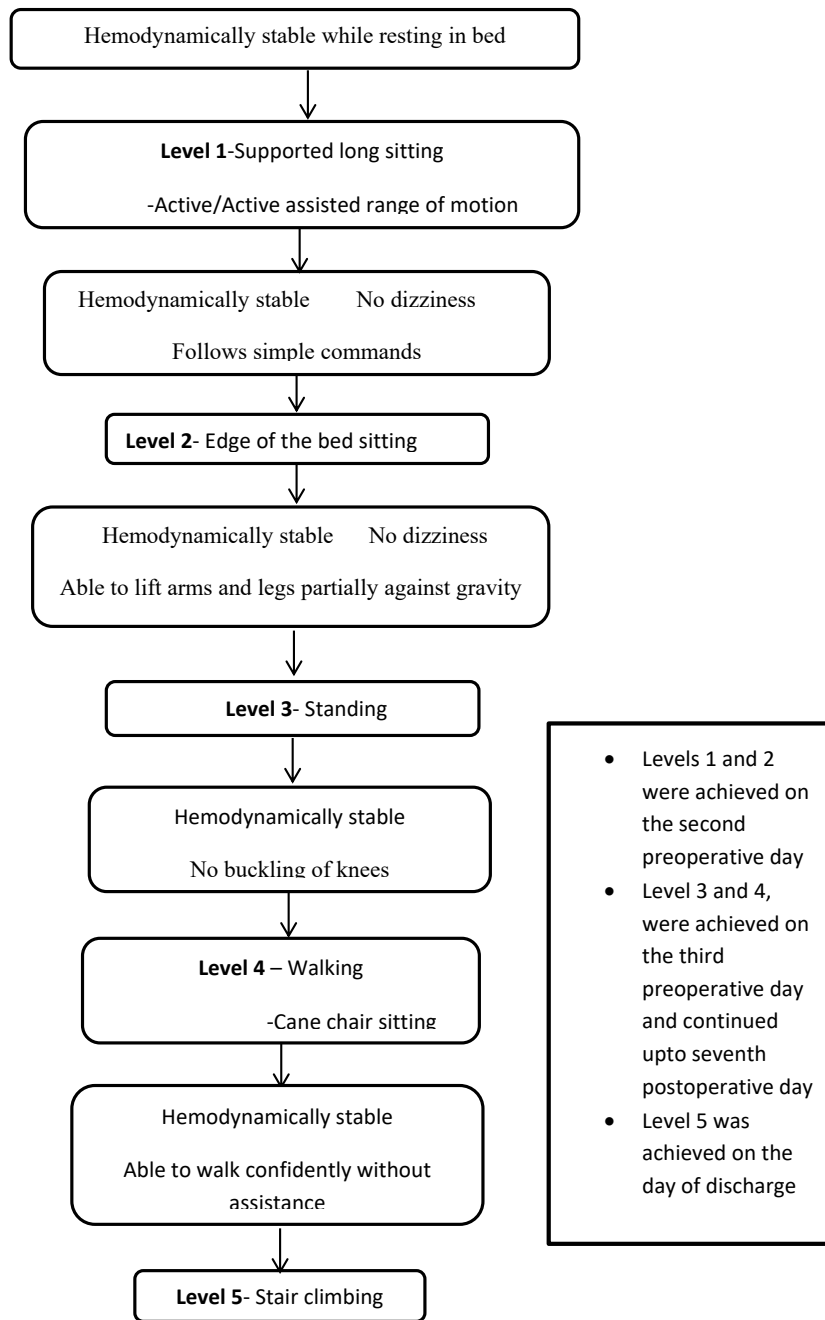 Hemodynamically stable while resting in bed
Level 1-Supported long sitting
-Active/Active assisted range of motion
Hemodynamically stable No dizziness
Follows simple commands
Level 2- Edge of the bed sitting
Hemodynamically stable No dizziness
Able to lift arms and legs partially against gravity
Level 3- Standing
Hemodynamically stable
No buckling of knees
Level 4 – Walking
-Cane chair sitting
Hemodynamically stable
Able to walk confidently without
assistance
Level 5- Stair climbing
• Levels 1 and 2
were achieved on
the second
preoperative day
• Level 3 and 4,
were achieved on
the third
preoperative day
and continued
upto seventh
postoperative day
• Level 5 was
achieved on the
day of discharge